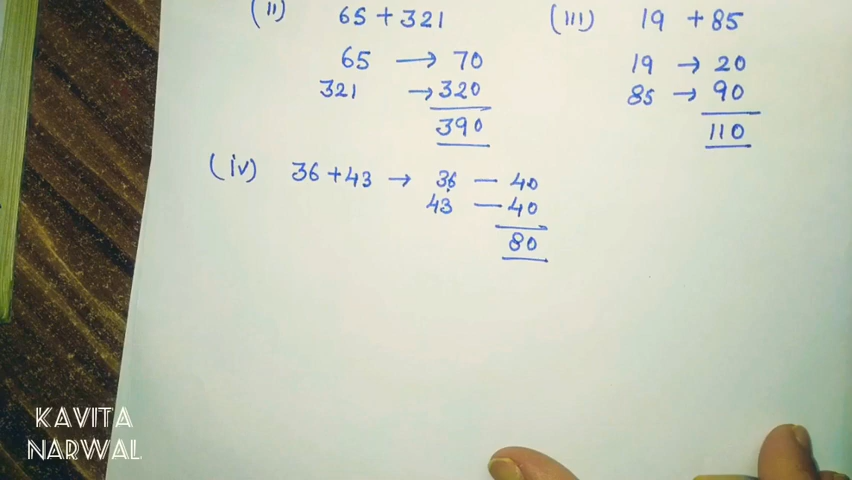 (ii) 65 + 321
65 → 70
321 → 320
390
(iii) 19 + 85
19 → 20
85 → 90
110
(iv) 36 + 43 → 36 — 40
43 — 40
80
KAVITA
NARWAL